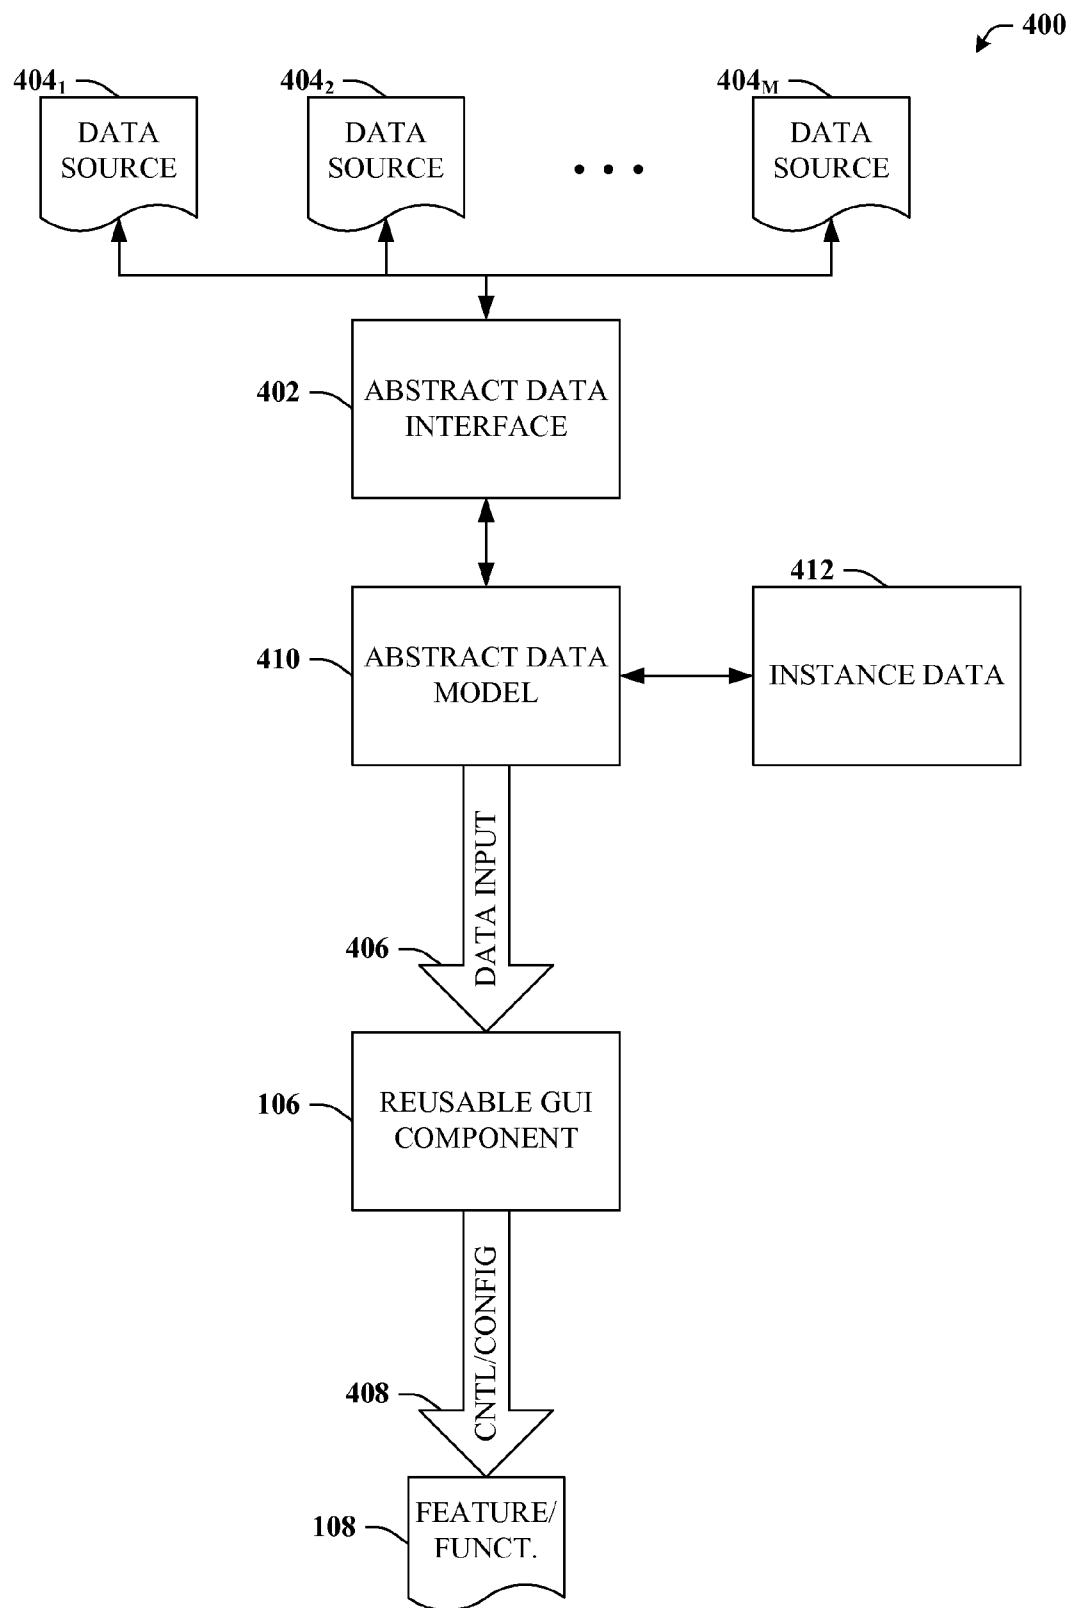 400
404₁
404₂
404M
DATA
SOURCE
DATA
SOURCE
• • •
DATA
SOURCE
402
ABSTRACT DATA
INTERFACE
412
410
ABSTRACT DATA
MODEL
INSTANCE DATA
DATA INPUT
406
106
REUSABLE GUI
COMPONENT
CNTL/CONFIG
408
108
FEATURE/
FUNCT.